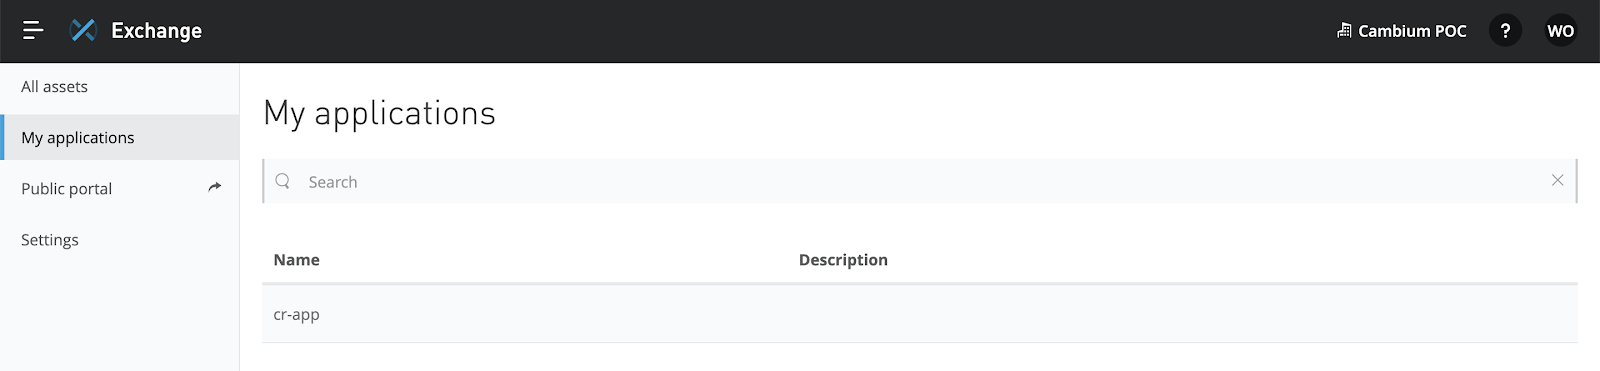 Exchange
Cambium POC
?
WO
All assets
My applications
Public portal
Settings
My applications
Search
Name Description
cr-app